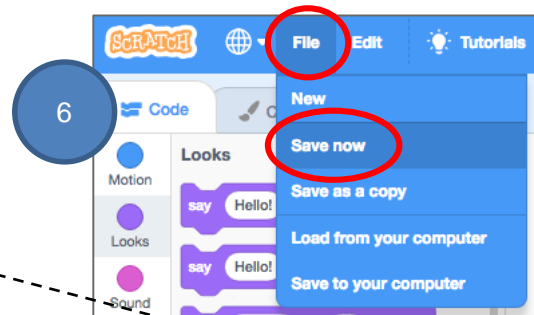 SCRATCH File Edit Tutorials
6
Code C
New
Looks
Save now
Motion
say Hello!
Save as a copy
Looks
Load from your computer
say Hello!
Save to your computer
Sound